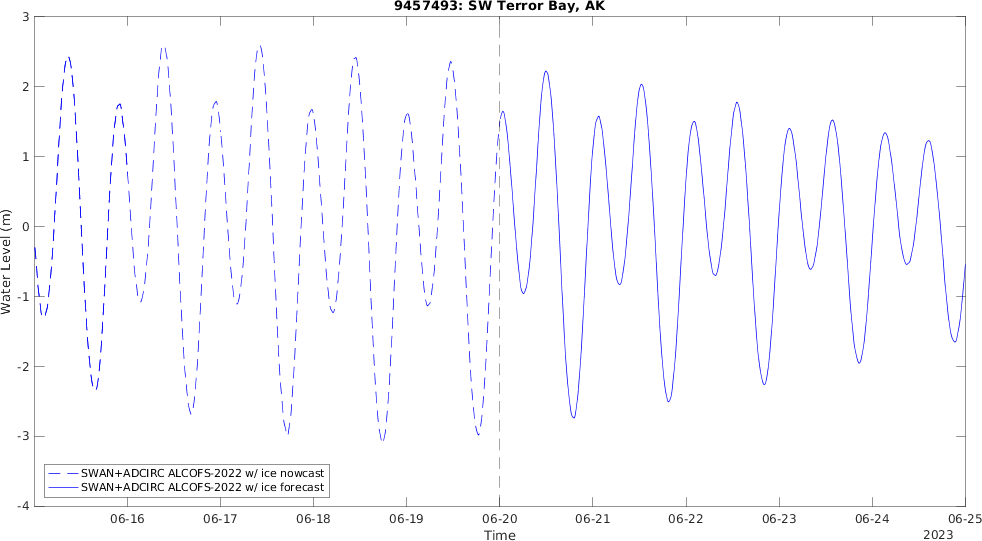 9457493: SW Terror Bay, AK
3
2
1
0
-1
-2
-3
-4
Water Level (m)
SWAN+ADCIRC ALCOFS-2022 w/ ice nowcast
SWAN+ADCIRC ALCOFS-2022 w/ ice forecast
06-16 06-17 06-18 06-19 06-20 06-21 06-22 06-23 06-24 06-25
Time
2023